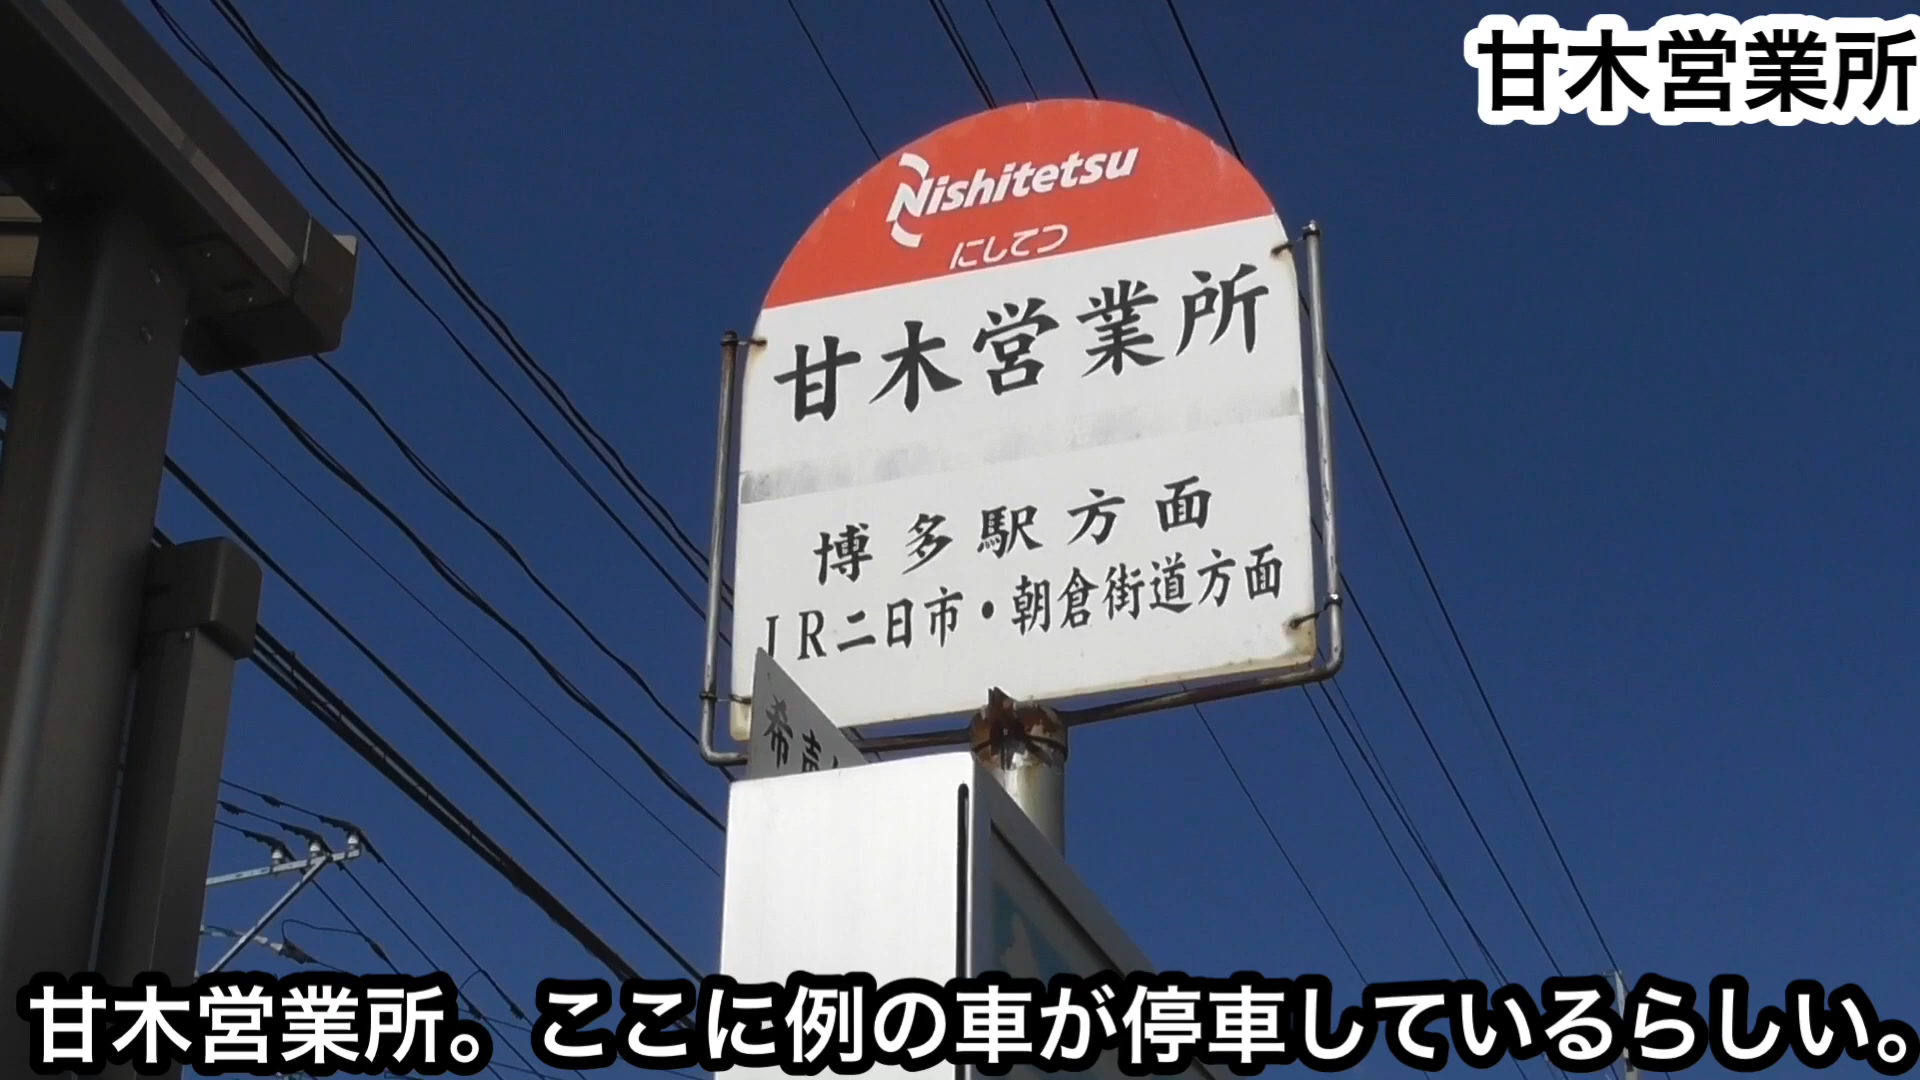 甘木営業所
Nishitetsu
にしてつ
甘木営業所
博多駅方面
JR二日市・朝倉街道方面
希声
甘木営業所。ここに例の車が停車しているらしい。